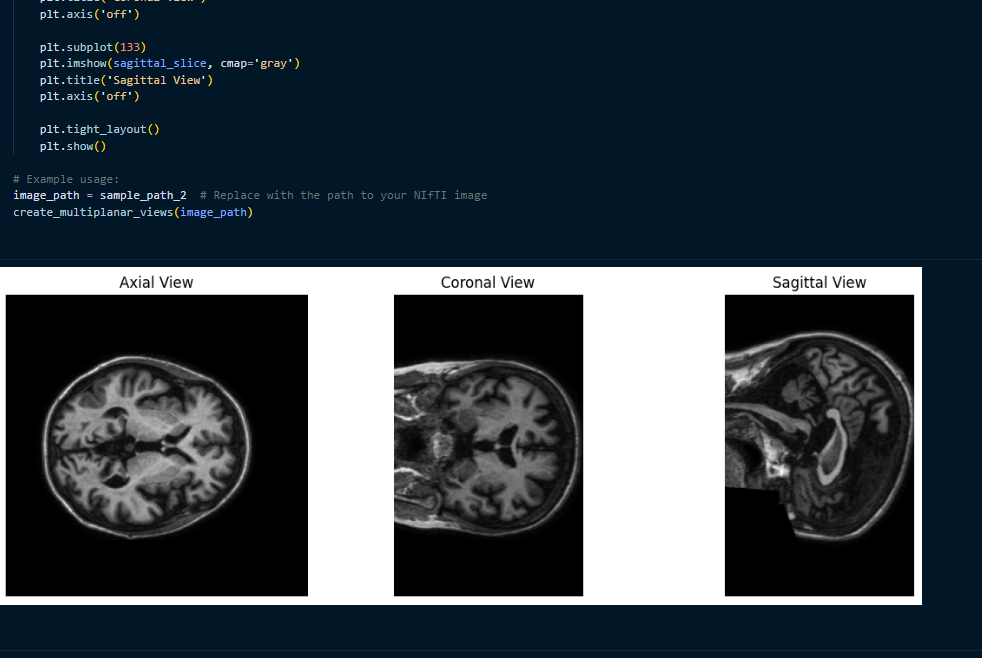 plt.axis('off')
plt.subplot(133)
plt.imshow(sagittal_slice, cmap='gray')
plt.title('Sagittal View')
plt.axis('off')
plt.tight_layout()
plt.show()
# Example usage:
image_path = sample_path_2  # Replace with the path to your NIfTI image
create_multiplanar_views(image_path)
Axial View
Coronal View
Sagittal View